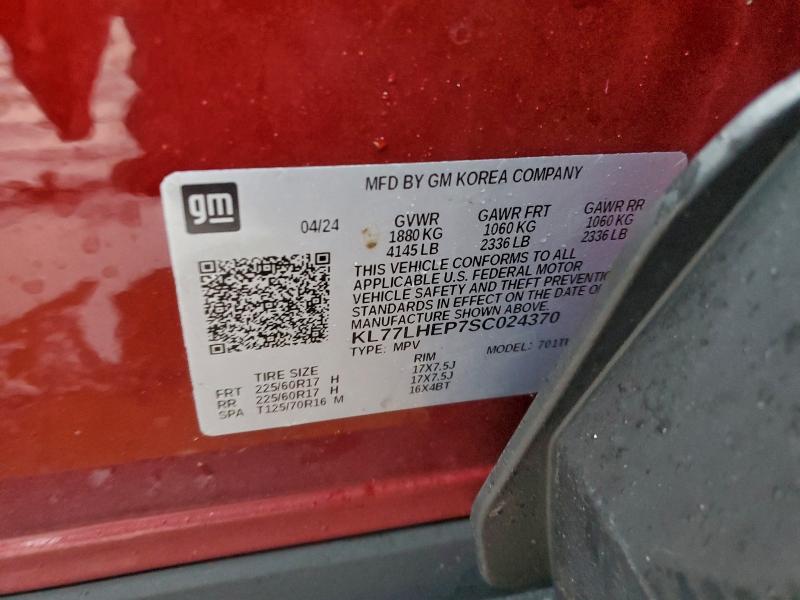 gm
MFD BY GM KOREA COMPANY
04/24
GVWR GAWR FRT GAWR RR
1880 KG 1060 KG 1060 KG
4145 LB 2336 LB 2336 LB
THIS VEHICLE CONFORMS TO ALL
APPLICABLE U.S. FEDERAL MOTOR
VEHICLE SAFETY AND THEFT PREVENTIO
STANDARDS IN EFFECT ON THE DATE O
MANUFACTURE SHOWN ABOVE.
KL77LHEP7SC024370
TYPE: MPV MODEL: 701TI
TIRE SIZE RIM
FRT 225/60R17 H 17X7.5J
RR 225/60R17 H 17X7.5J
SPA T125/70R16 M 16X4BT